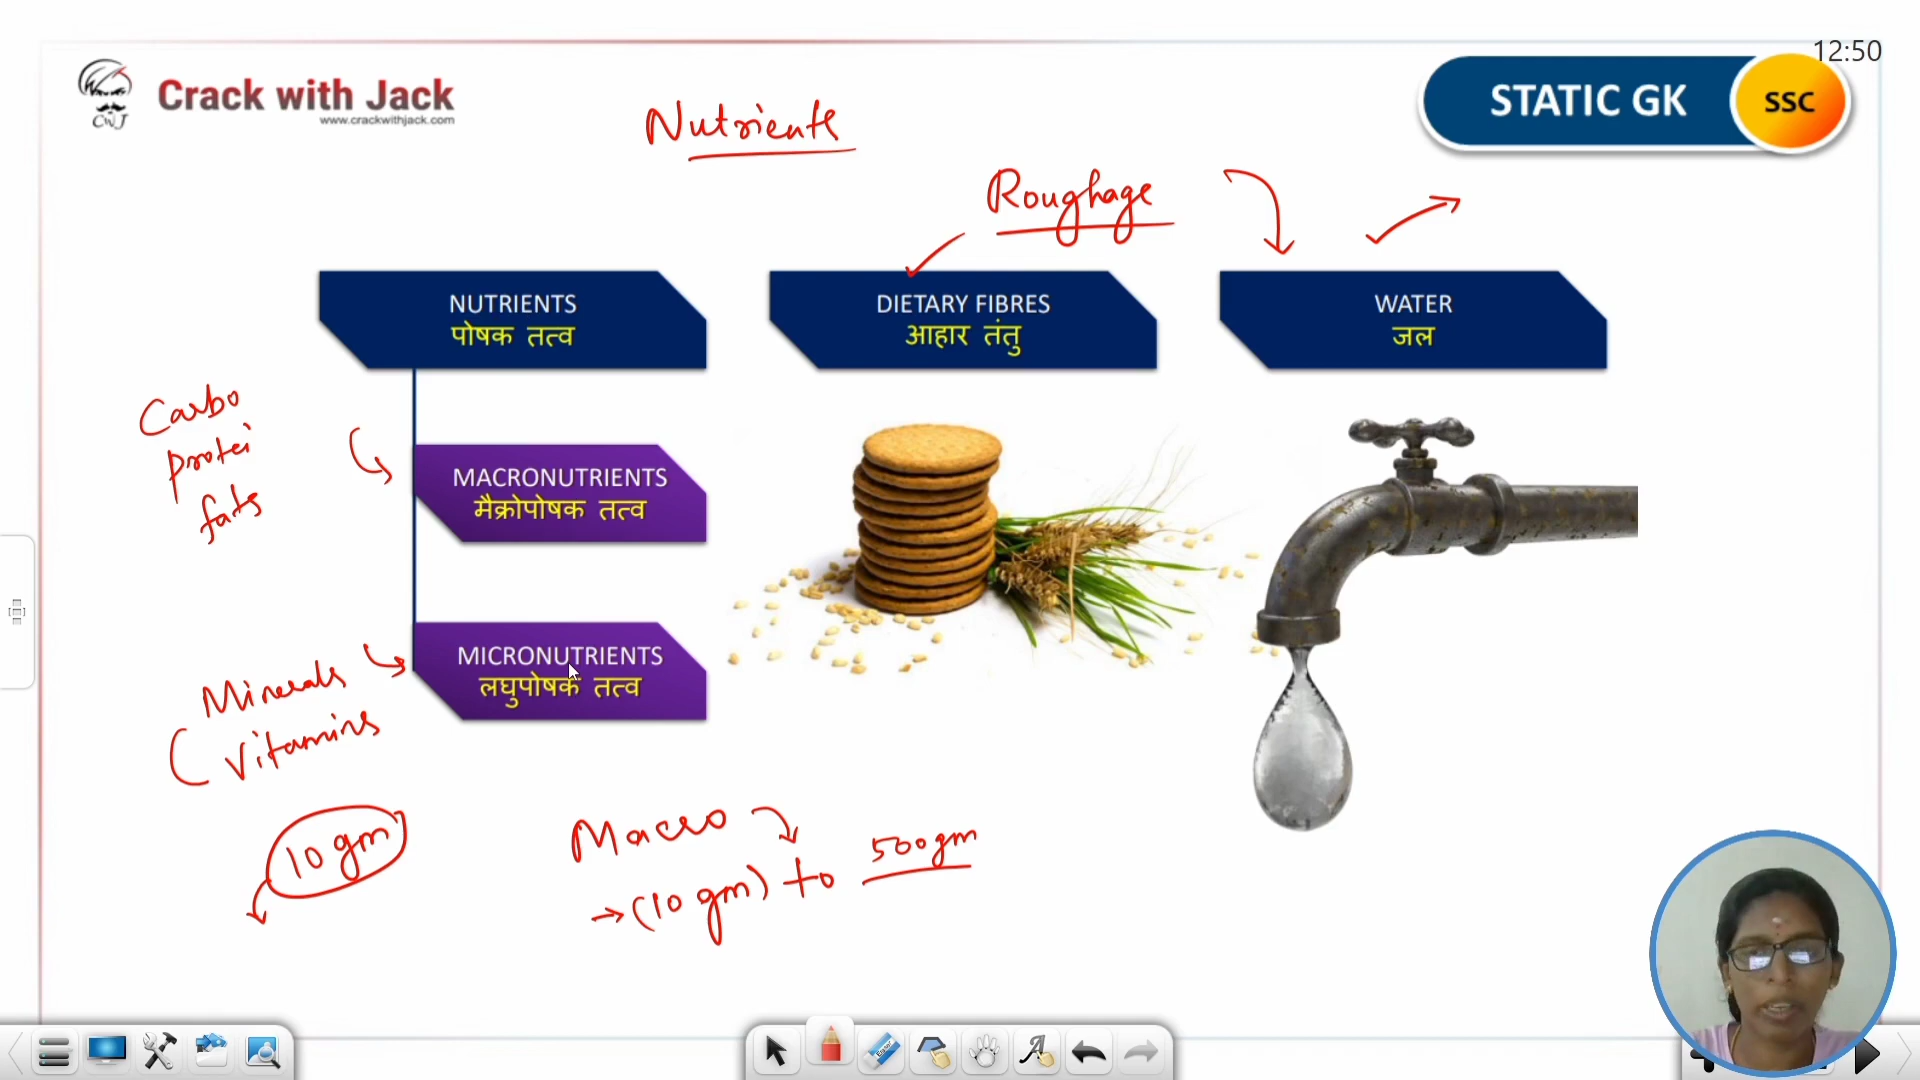 12:50
Crack with Jack
www.crackwithjack.com
CWJ
STATIC GK
SSC
Nutrients
Roughage
NUTRIENTS
पोषक तत्व
DIETARY FIBRES
आहार तंतु
WATER
जल
Carbo
protei
fats
MACRONUTRIENTS
मैक्रोपोषक तत्व
MICRONUTRIENTS
लघुपोषक तत्व
Minerals
Vitamins
10 gm
Macro
(10 gm) to 500gm